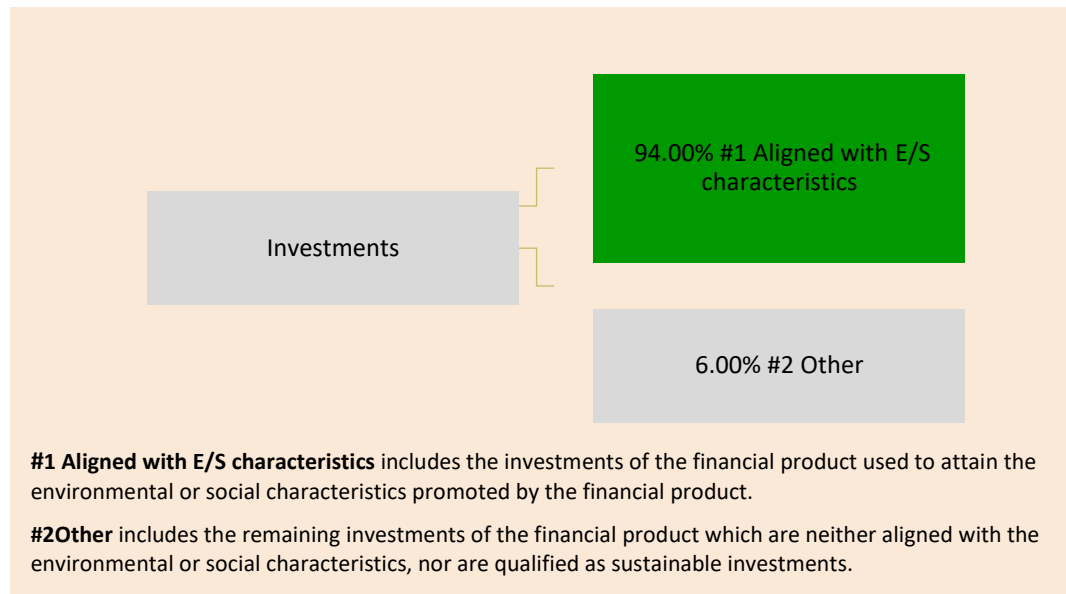 94.00% #1 Aligned with E/S
characteristics
Investments
6.00% #2 Other
#1 Aligned with E/S characteristics includes the investments of the financial product used to attain the
environmental or social characteristics promoted by the financial product.
#2Other includes the remaining investments of the financial product which are neither aligned with the
environmental or social characteristics, nor are qualified as sustainable investments.